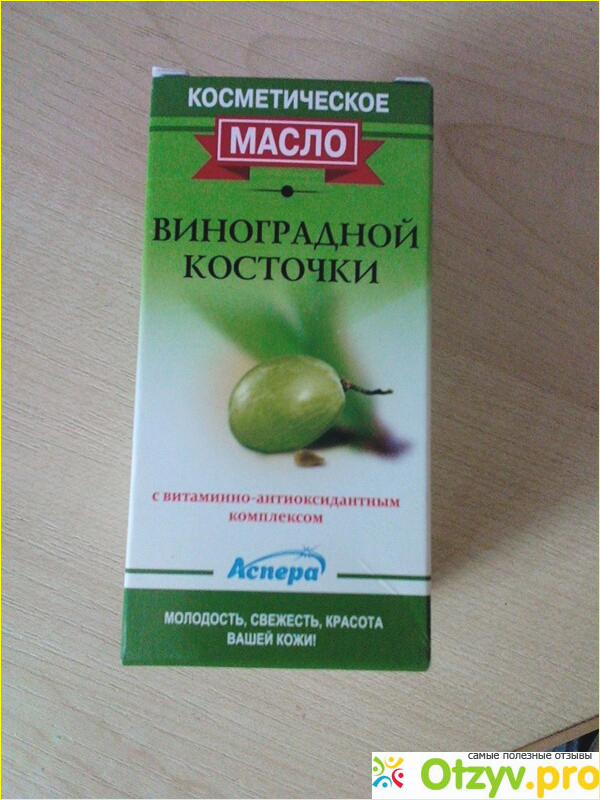 КОСМЕТИЧЕСКОЕ
МАСЛО
ВИНОГРАДНОЙ
КОСТОЧКИ
с витаминно-антиоксидантным
комплексом
Аспера
МОЛОДОСТЬ, СВЕЖЕСТЬ, КРАСОТА
ВАШЕЙ КОЖИ!
самые полезные отзывы
Otzyv.pro